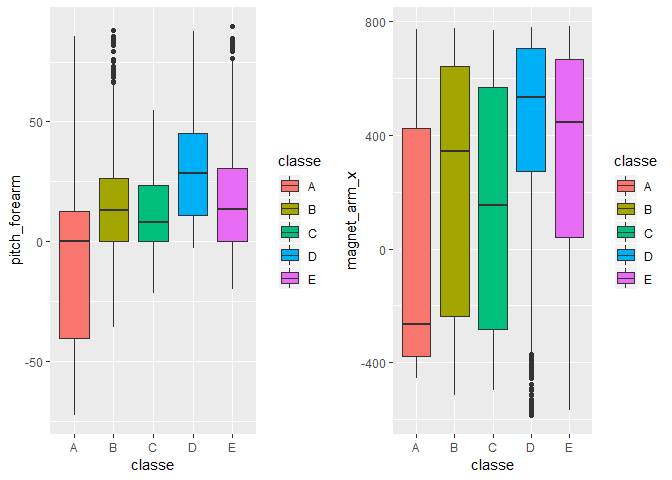 pitch_forearm
50
0
-50
A B C D E
classe
classe
A
B
C
D
E
magnet_arm_x
800
400
0
-400
A B C D E
classe
classe
A
B
C
D
E